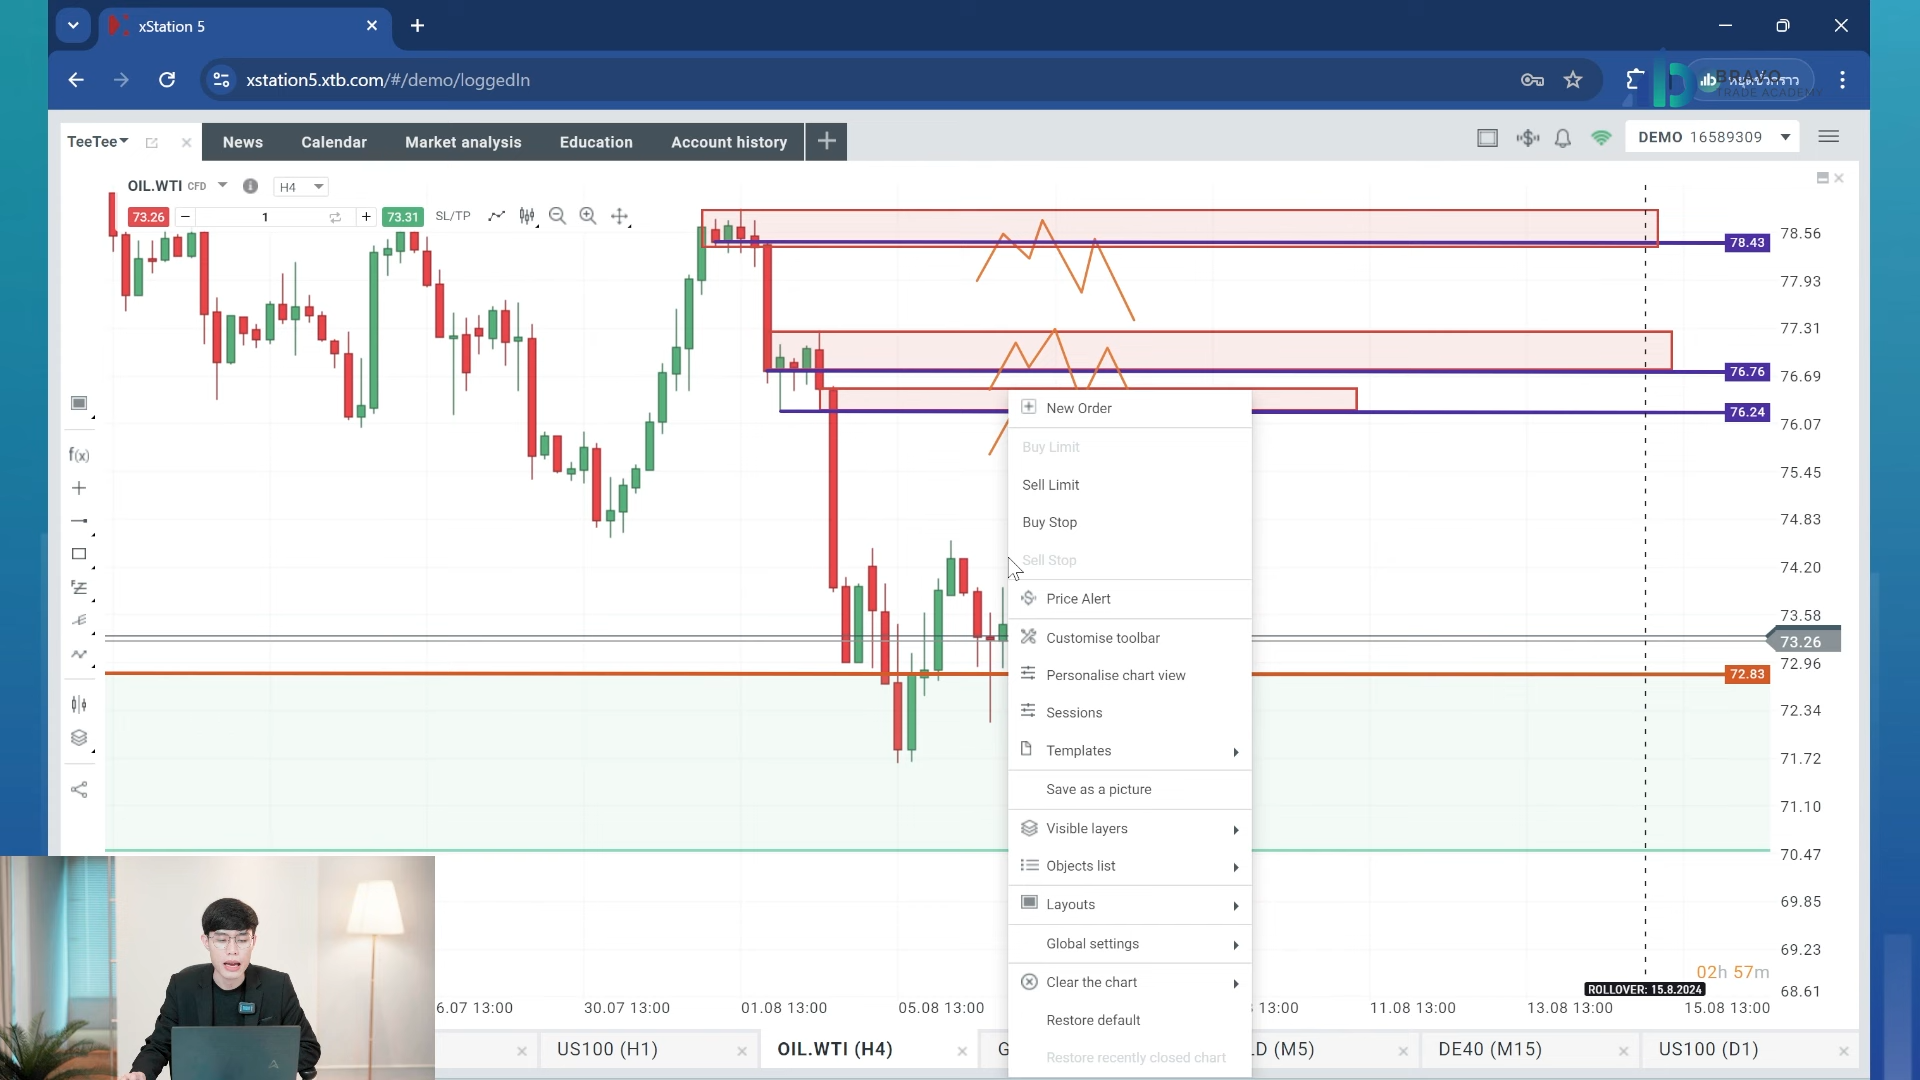 xStation 5
xstation5.xtb.com/#/demo/loggedIn
BRAVO
TRADE ACADEMY
TeeTee
News
Calendar
Market analysis
Education
Account history
DEMO 16589309
OIL.WTI CFD
H4
73.26
1
73.31
SL/TP
78.43
76.76
76.24
72.83
78.56
77.93
77.31
76.69
76.07
75.45
74.83
74.20
73.58
73.26
72.96
72.34
71.72
71.10
70.47
69.85
69.23
68.61
f(x)
New Order
Buy Limit
Sell Limit
Buy Stop
Sell Stop
Price Alert
Customise toolbar
Personalise chart view
Sessions
Templates
Save as a picture
Visible layers
Objects list
Layouts
Global settings
Clear the chart
Restore default
Restore recently closed chart
02h 57m
ROLLOVER: 15.8.2024
6.07 13:00
30.07 13:00
01.08 13:00
05.08 13:00
13:00
11.08 13:00
13.08 13:00
15.08 13:00
US100 (H1)
OIL.WTI (H4)
G
LD (M5)
DE40 (M15)
US100 (D1)